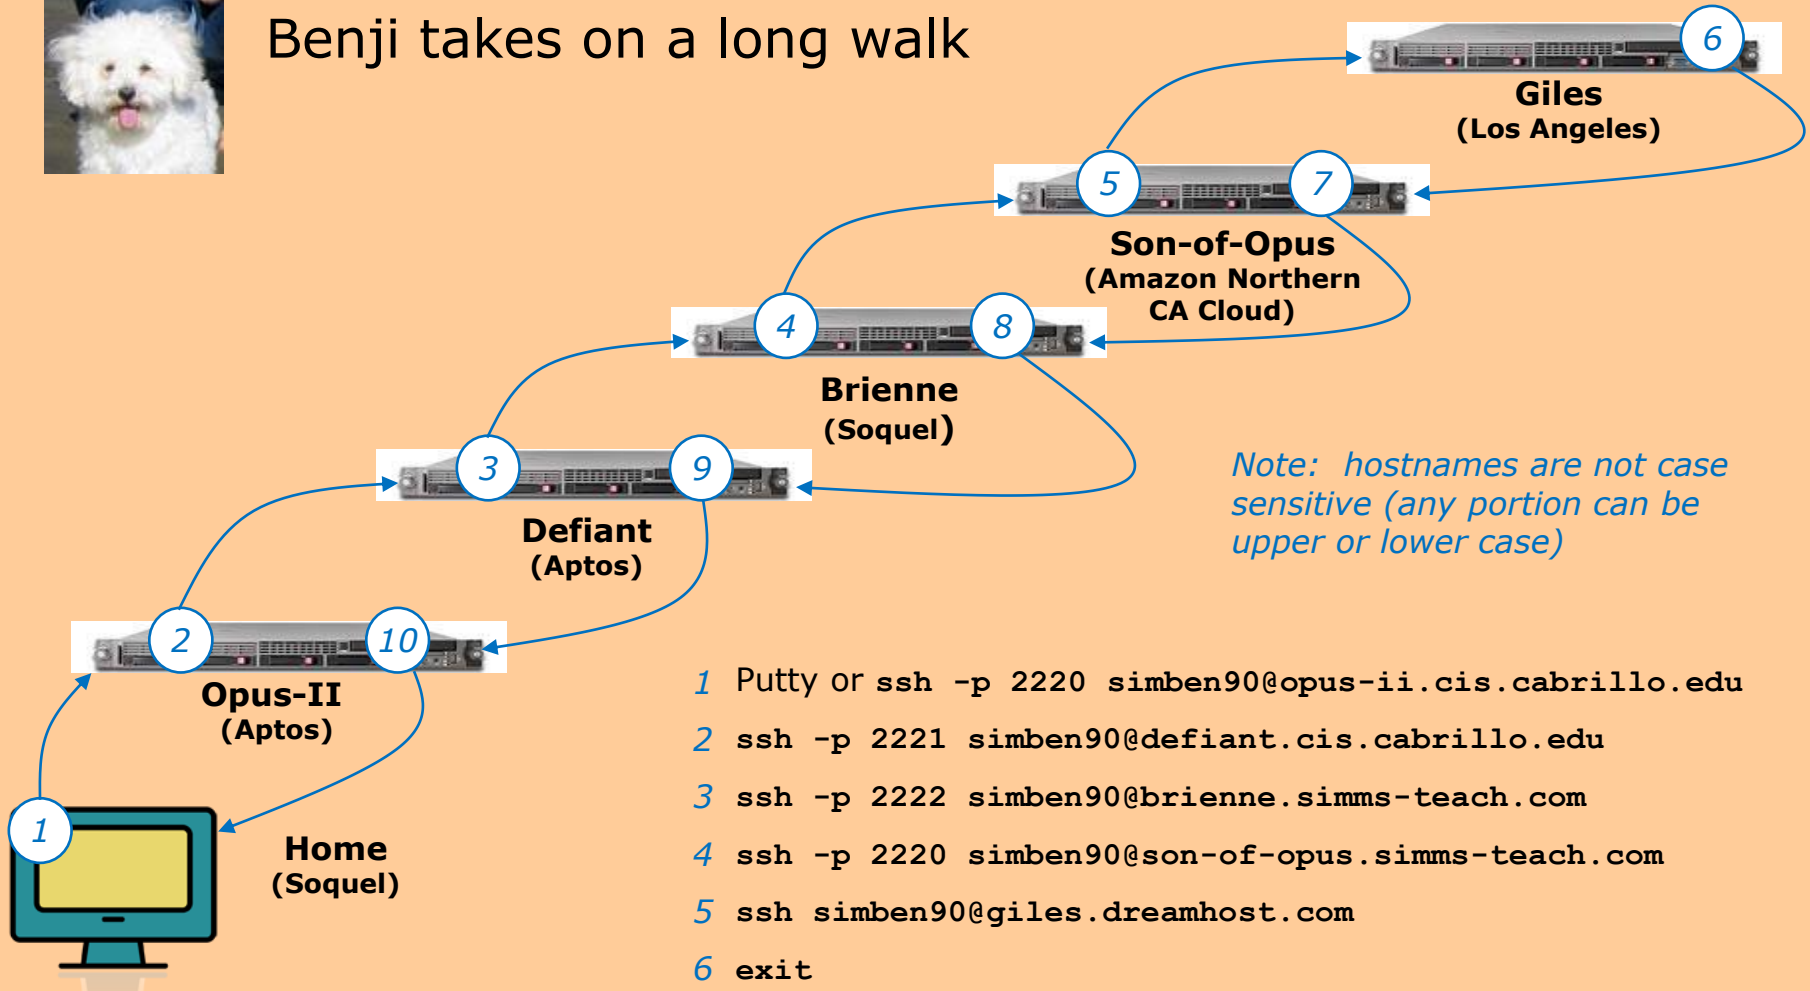 Benji takes on a long walk
6
Giles
(Los Angeles)
5
7
Son-of-Opus
(Amazon Northern
CA Cloud)
4
8
Brienne
(Soquel)
3
9
Defiant
(Aptos)
Note: hostnames are not case
sensitive (any portion can be
upper or lower case)
2
10
Opus-II
(Aptos)
1
Home
(Soquel)
1 Putty or ssh -p 2220 simben90@opus-ii.cis.cabrillo.edu
2 ssh -p 2221 simben90@defiant.cis.cabrillo.edu
3 ssh -p 2222 simben90@brienne.simms-teach.com
4 ssh -p 2220 simben90@son-of-opus.simms-teach.com
5 ssh simben90@giles.dreamhost.com
6 exit